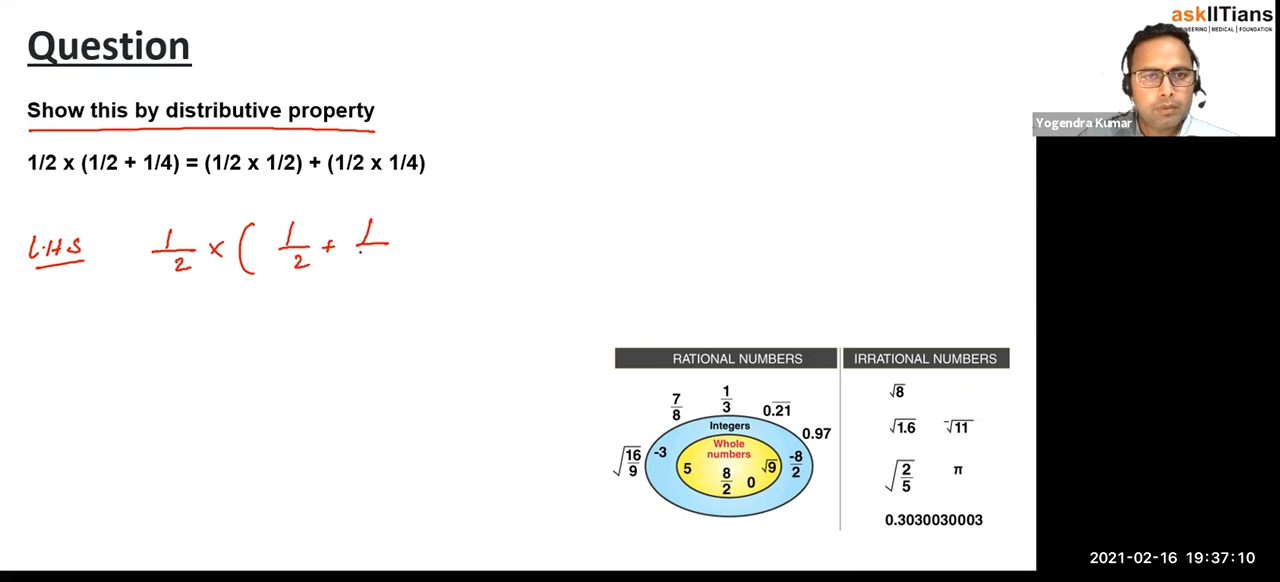 askIITians
ENGINEERING | MEDICAL | FOUNDATION
Question
Show this by distributive property
1/2 x (1/2 + 1/4) = (1/2 x 1/2) + (1/2 x 1/4)
Yogendra Kumar
L.H.S 1/2 × ( 1/2 + 1
RATIONAL NUMBERS
IRRATIONAL NUMBERS
7/8
1/3
0.2̅1̅
0.97
Integers
Whole
numbers
√16/9
-3
5
8/2
0
√9
-8/2
√8
√1.6
-√11
√2/5
π
0.3030030003
2021-02-16 19:37:10